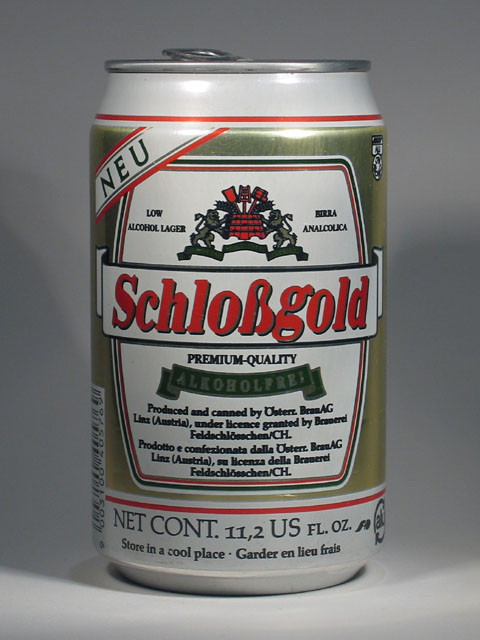 NEU
LOW
ALCOHOL LAGER
BIRRA
ANALCOLICA
Schloßgold
PREMIUM-QUALITY
ALKOHOLFREI
Produced and canned by Österr. BrauAG
Linz (Austria), under licence granted by Brauerei
Feldschlösschen/CH.
Prodotto e confezionata dalla Österr. BrauAG
Linz (Austria), su licenza della Brauerei
Feldschlösschen/CH.
NET CONT. 11,2 US FL. OZ.
Store in a cool place · Garder en lieu frais